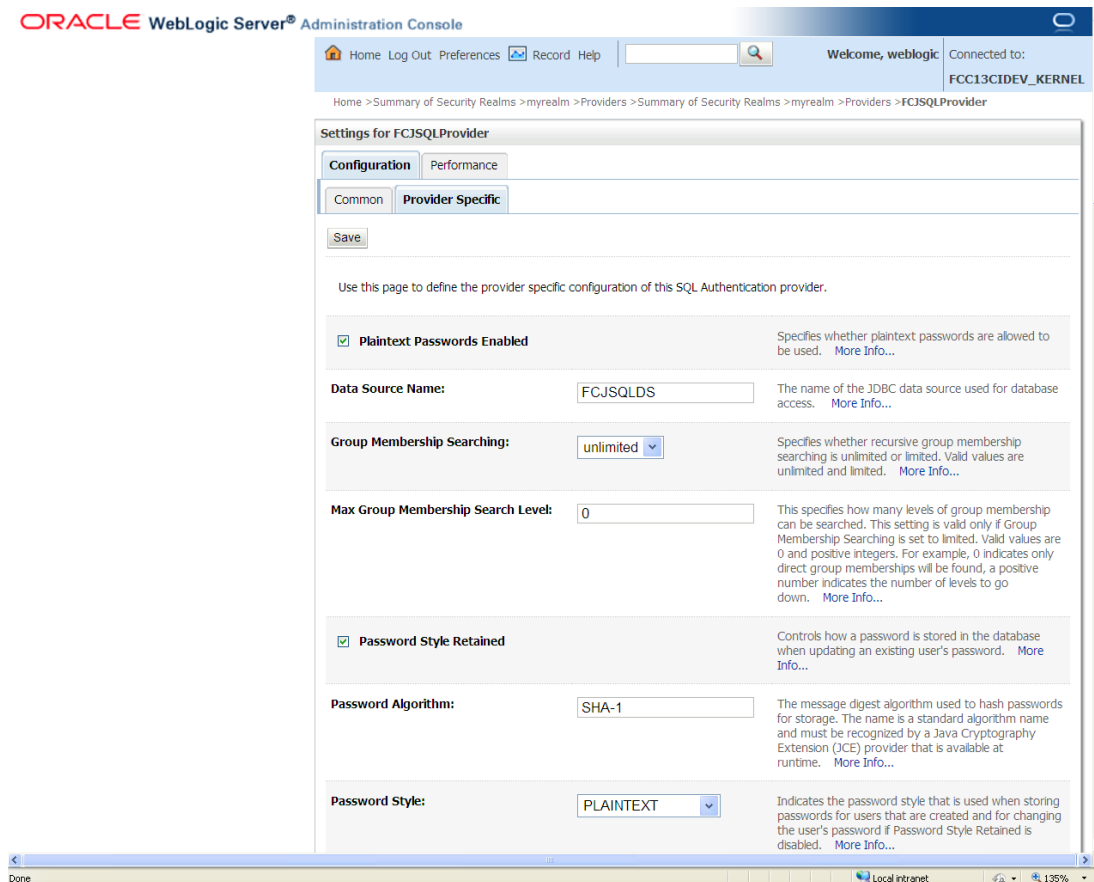 ORACLE WebLogic Server® Administration Console
Home Log Out Preferences Record Help
Welcome, weblogic
Connected to:
FCC13CIDEV_KERNEL
Home >Summary of Security Realms >myrealm >Providers >Summary of Security Realms >myrealm >Providers >FCJSQLProvider
Settings for FCJSQLProvider
Configuration Performance
Common Provider Specific
Save
Use this page to define the provider specific configuration of this SQL Authentication provider.
Plaintext Passwords Enabled
Specifies whether plaintext passwords are allowed to
be used. More Info...
Data Source Name:
FCJSQLDS
The name of the JDBC data source used for database
access. More Info...
Group Membership Searching:
unlimited
Specifies whether recursive group membership
searching is unlimited or limited. Valid values are
unlimited and limited. More Info...
Max Group Membership Search Level:
0
This specifies how many levels of group membership
can be searched. This setting is valid only if Group
Membership Searching is set to limited. Valid values are
0 and positive integers. For example, 0 indicates only
direct group memberships will be found, a positive
number indicates the number of levels to go
down. More Info...
Password Style Retained
Controls how a password is stored in the database
when updating an existing user's password. More
Info...
Password Algorithm:
SHA-1
The message digest algorithm used to hash passwords
for storage. The name is a standard algorithm name
and must be recognized by a Java Cryptography
Extension (JCE) provider that is available at
runtime. More Info...
Password Style:
PLAINTEXT
Indicates the password style that is used when storing
passwords for users that are created and for changing
the user's password if Password Style Retained is
disabled. More Info...
Done
Local intranet
135%